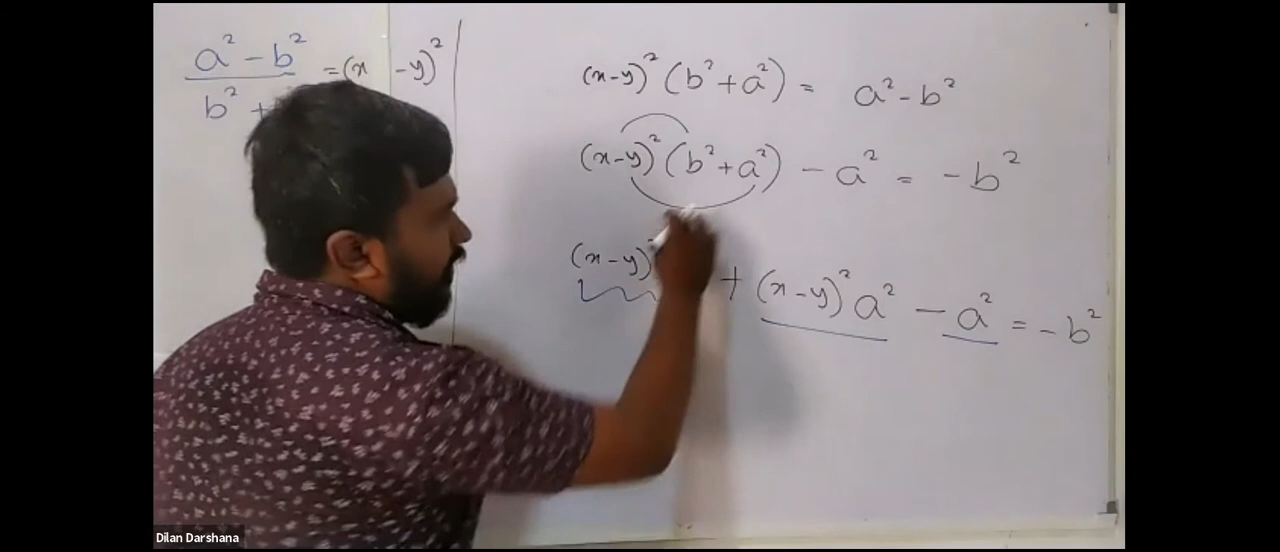 a² - b²
b² +
= (x - y)²
(x-y)² (b² + a²) = a² - b²
(x-y)² (b² + a²) - a² = - b²
(x-y)² + (x-y)² a² - a² = - b²
Dilan Darshana